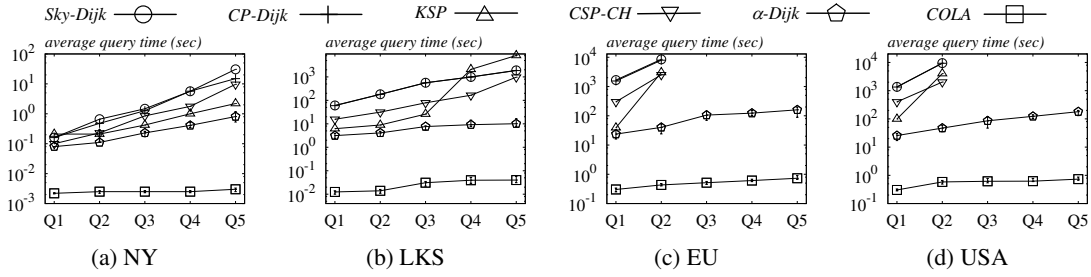 Sky-Dijk CP-Dijk KSP CSP-CH α-Dijk COLA
average query time (sec) average query time (sec) average query time (sec) average query time (sec)
10^2 10^3 10^4 10^4
10^1 10^2 10^3 10^3
10^0 10^1 10^2 10^2
10^-1 10^0 10^1 10^1
10^-2 10^-1 10^0 10^0
10^-3 10^-2 10^-1 10^-1
Q1 Q2 Q3 Q4 Q5 Q1 Q2 Q3 Q4 Q5 Q1 Q2 Q3 Q4 Q5 Q1 Q2 Q3 Q4 Q5
(a) NY (b) LKS (c) EU (d) USA